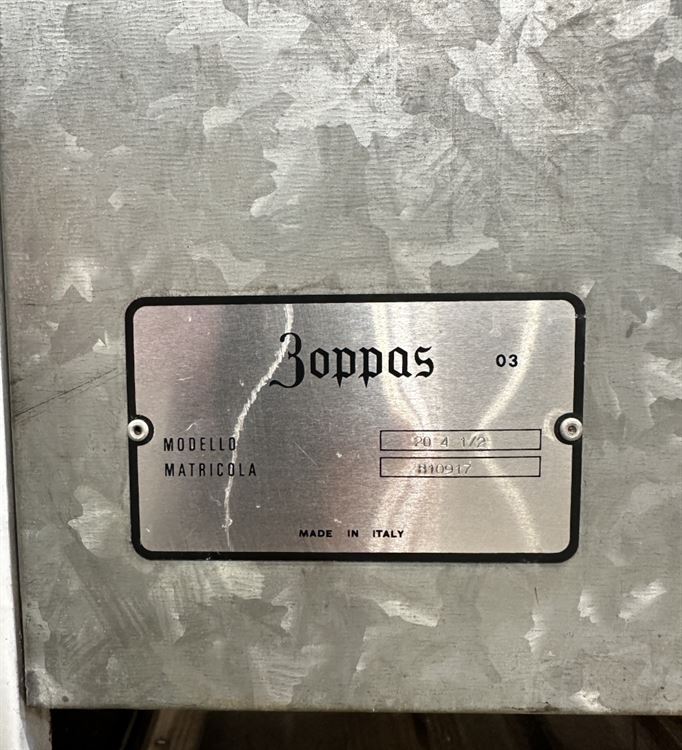 Zoppas 03
MODELLO 20 4 1/2
MATRICOLA 810917
MADE IN ITALY